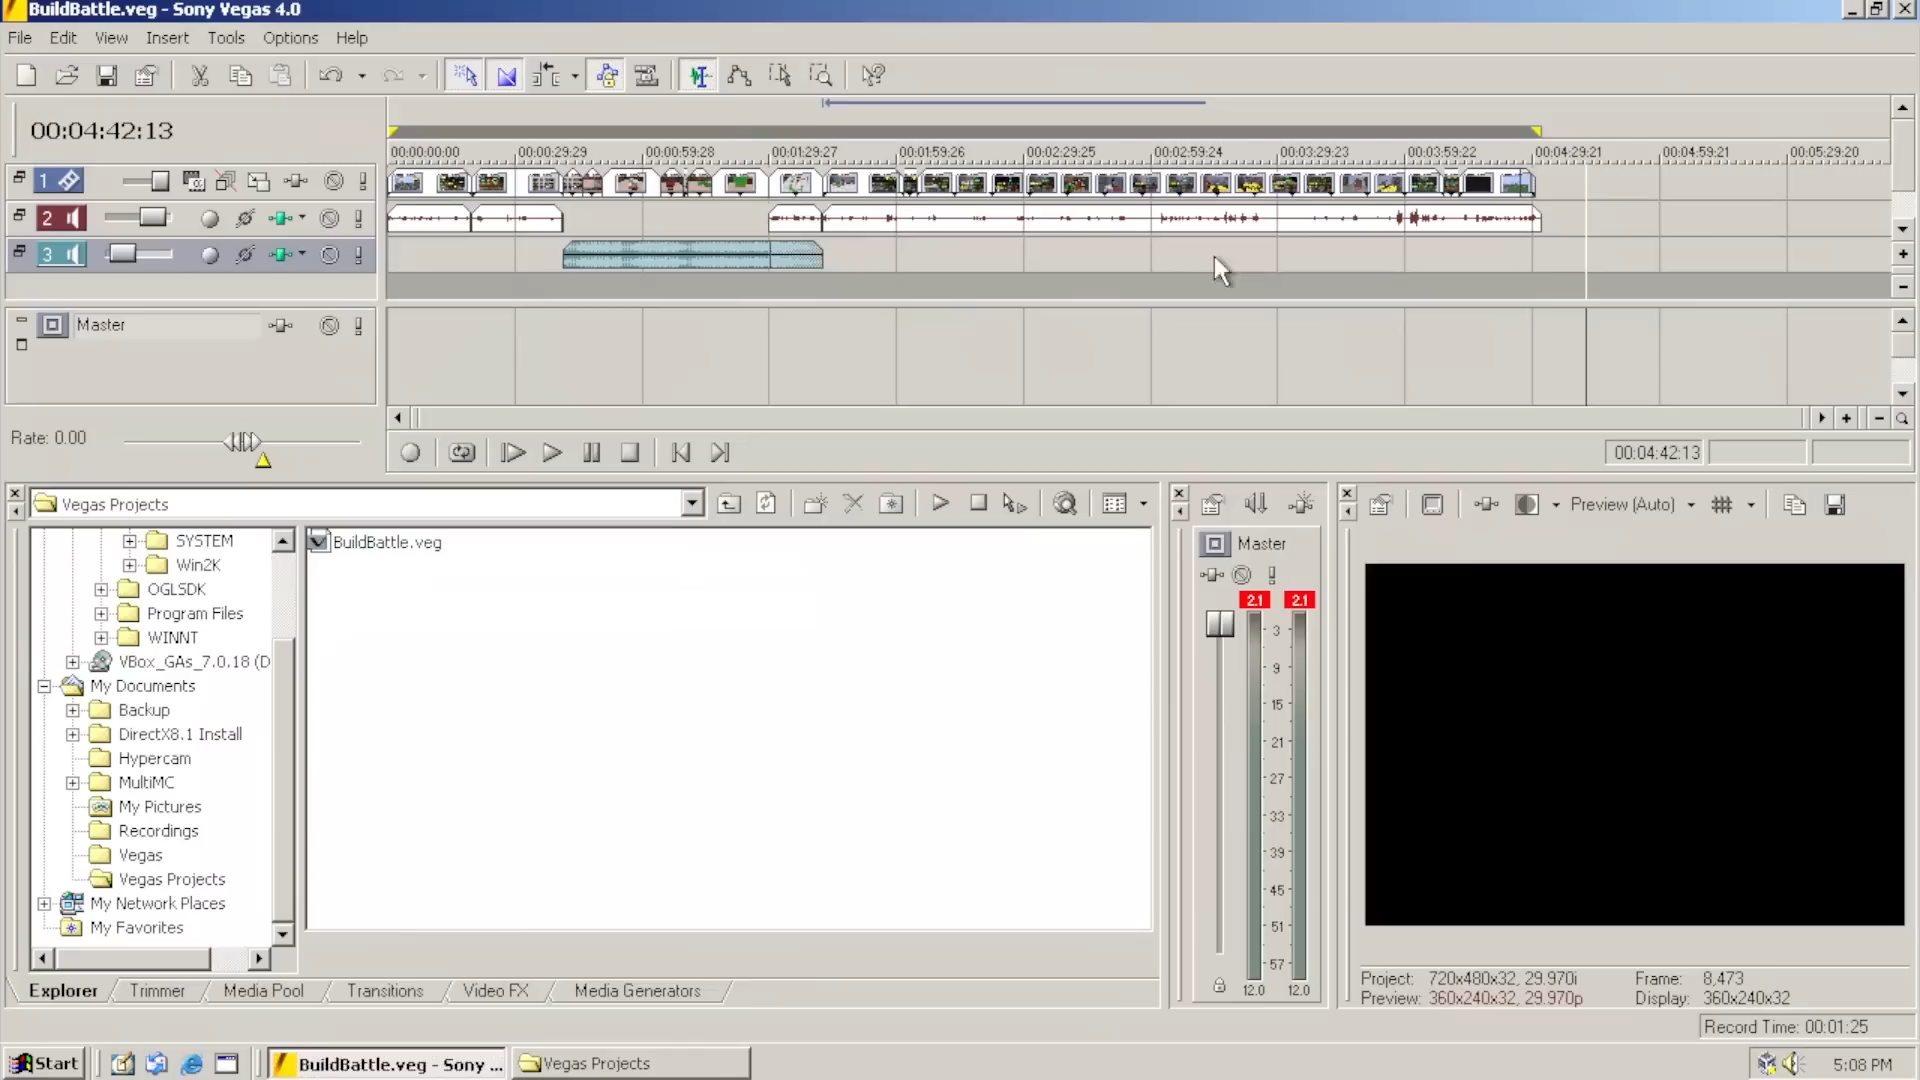 BuildBattle.veg - Sony Vegas 4.0
File Edit View Insert Tools Options Help
00:04:42:13
00:00:00:00 00:00:29:29 00:00:59:28 00:01:29:27 00:01:59:26 00:02:29:25 00:02:59:24 00:03:29:23 00:03:59:22 00:04:29:21 00:04:59:21 00:05:29:20
1
2
3
Master
Rate: 0.00
00:04:42:13
Vegas Projects
Preview (Auto)
SYSTEM
Win2K
OGLSDK
Program Files
WINNT
VBox_GAs_7.0.18 (D
My Documents
Backup
DirectX8.1 Install
Hypercam
MultiMC
My Pictures
Recordings
Vegas
Vegas Projects
My Network Places
My Favorites
BuildBattle.veg
Master
2.1 2.1
3
9
15
21
27
33
39
45
51
57
12.0 12.0
Explorer Trimmer Media Pool Transitions Video FX Media Generators
Project: 720x480x32, 29.970i Frame: 8,473
Preview: 360x240x32, 29.970p Display: 360x240x32
Record Time: 00:01:25
Start BuildBattle.veg - Sony ... Vegas Projects 5:08 PM